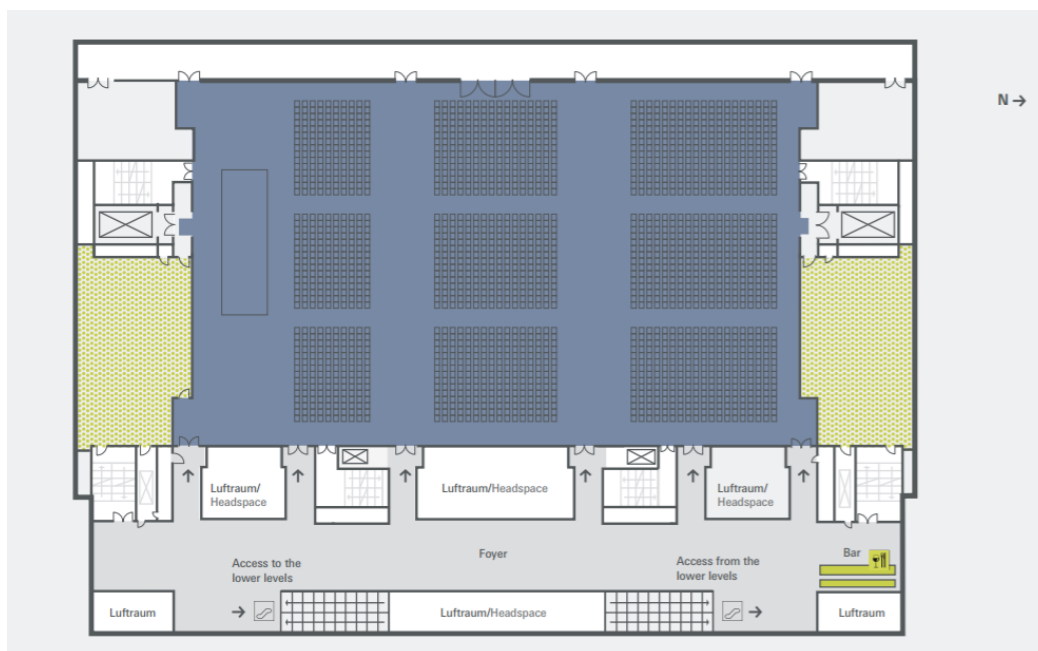 N →
Luftraum/
Headspace
Luftraum/Headspace
Luftraum/
Headspace
Foyer
Access to the
lower levels
Access from the
lower levels
Bar
Luftraum
Luftraum/Headspace
Luftraum